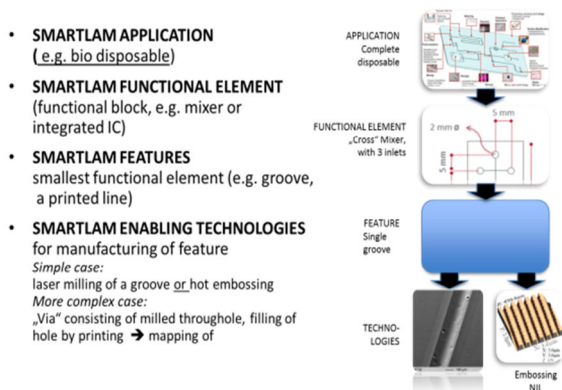 • SMARTLAM APPLICATION
( e.g. bio disposable)
• SMARTLAM FUNCTIONAL ELEMENT
(functional block, e.g. mixer or
integrated IC)
• SMARTLAM FEATURES
smallest functional element (e.g. groove,
a printed line)
• SMARTLAM ENABLING TECHNOLOGIES
for manufacturing of feature
Simple case:
laser milling of a groove or hot embossing
More complex case:
„Via“ consisting of milled throughole, filling of
hole by printing ➔ mapping of
APPLICATION
Complete
disposable
FUNCTIONAL ELEMENT
„Cross“ Mixer,
with 3 inlets
5 mm
2 mm ø
5 mm
FEATURE
Single
groove
TECHNO-
LOGIES
Embossing
NIL